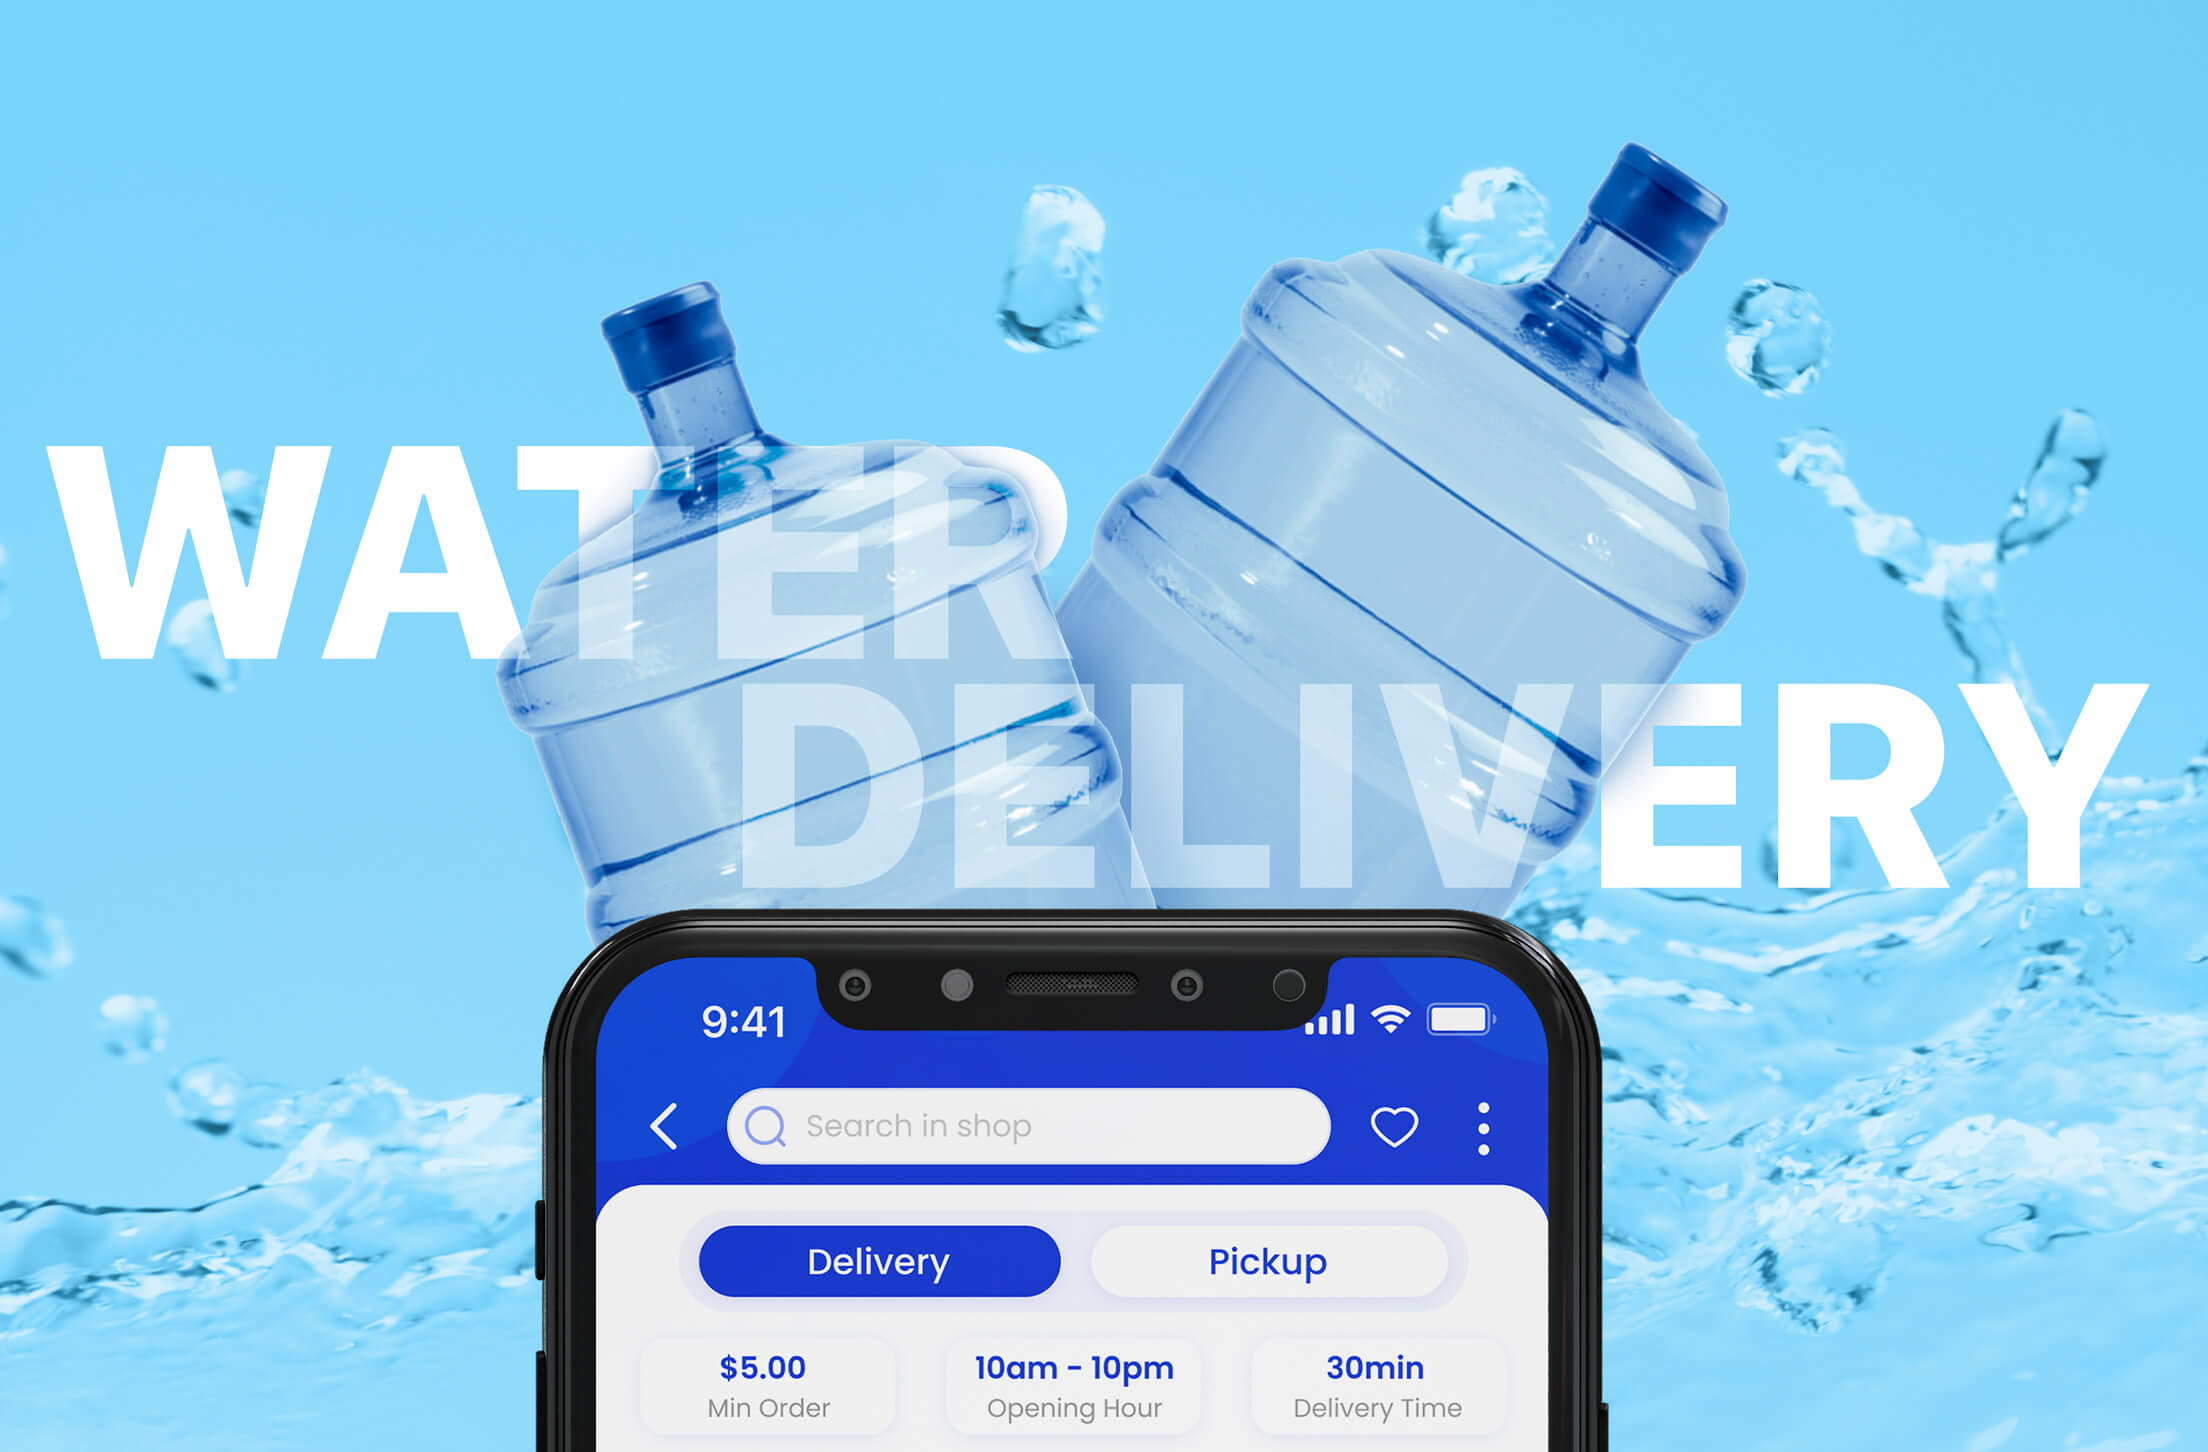 WATER
DELIVERY
9:41
Search in shop
Delivery Pickup
$5.00 10am - 10pm 30min
Min Order Opening Hour Delivery Time